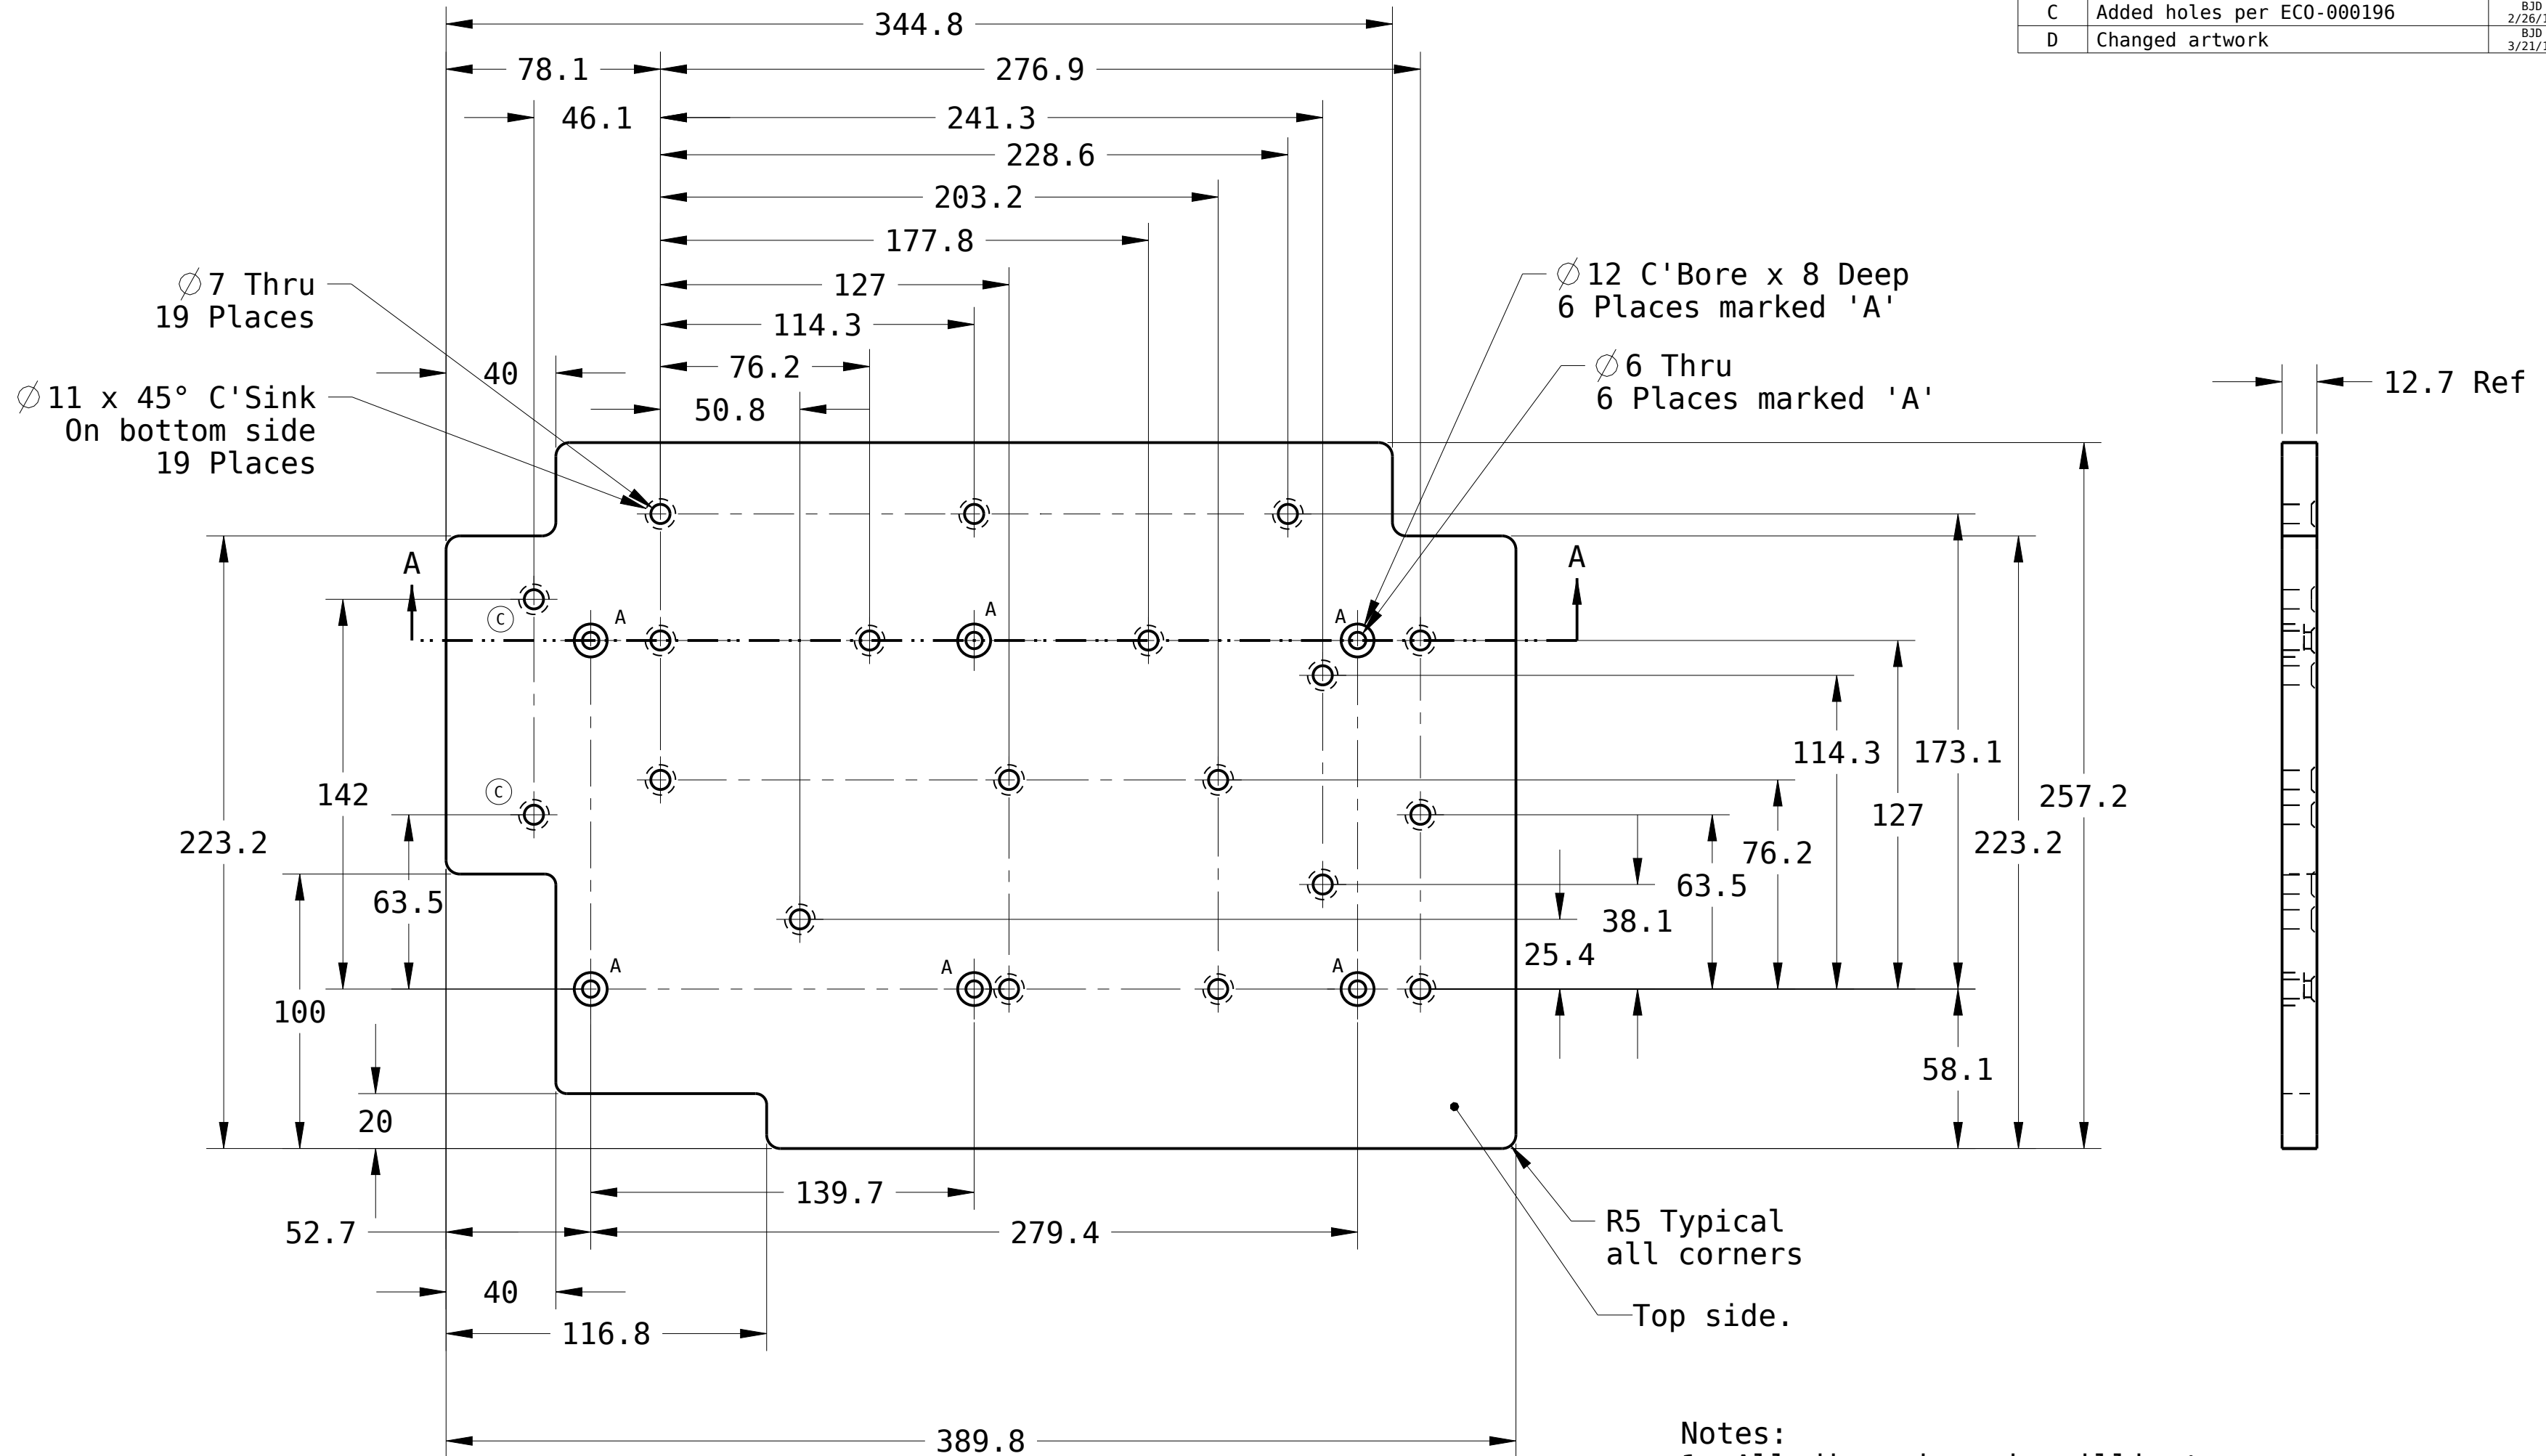 C Added holes per ECO-000196 BJD
D Changed artwork BJD
344.8
78.1 276.9
46.1 241.3
228.6
203.2
177.8
127
114.3
76.2
50.8
40
∅7 Thru
19 Places
∅11 x 45° C'Sink
On bottom side
19 Places
∅12 C'Bore x 8 Deep
6 Places marked 'A'
∅6 Thru
6 Places marked 'A'
12.7 Ref
A A
C
A A A
C
A A A
223.2
142
63.5
100
20
114.3 173.1
127
257.2
223.2
76.2
63.5
38.1
25.4
58.1
139.7
52.7 279.4
40
116.8
389.8
R5 Typical
all corners
Top side.
Notes: